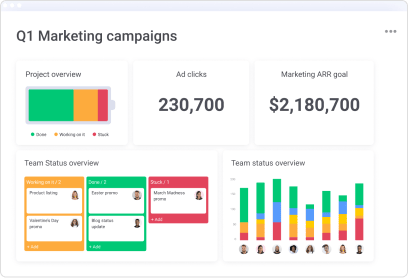 Q1 Marketing campaigns
Project overview
Done
Working on it
Stuck
Ad clicks
230,700
Marketing ARR goal
$2,180,700
Team Status overview
Working on it / 2
Product listing
Valentine's Day
promo
+ Add
Done / 2
Easter promo
Blog status
update
+ Add
Stuck / 1
March Madness
promo
+ Add
Team status overview